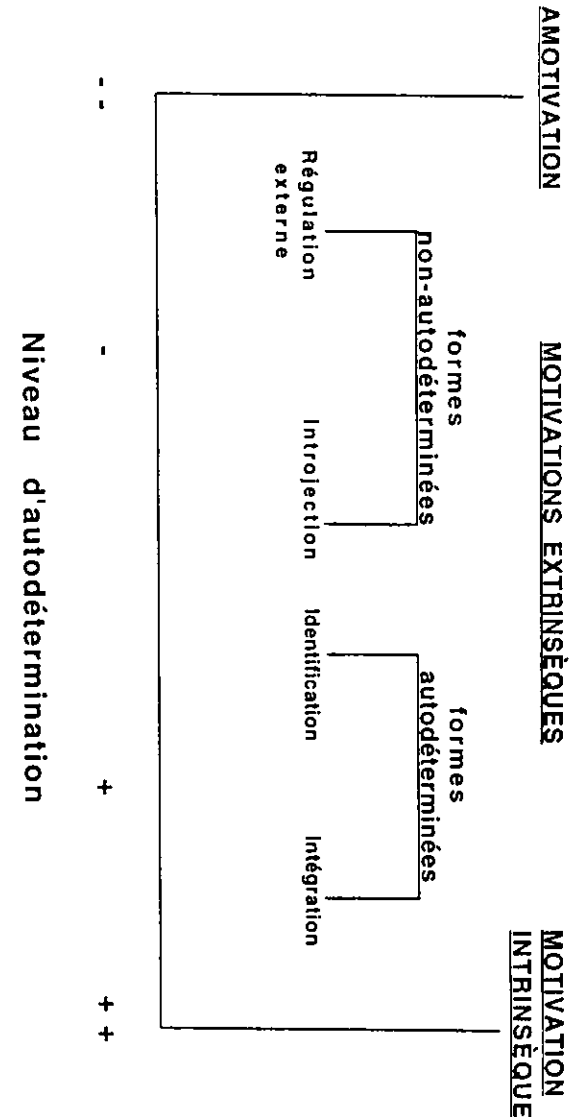 AMOTIVATION
MOTIVATIONS EXTRINSÈQUES
MOTIVATION
INTRINSÈQUE
formes
non-autodéterminées
formes
autodéterminées
Régulation
externe
Introjection
Identification
Intégration
- - - + + +
Niveau d'autodétermination